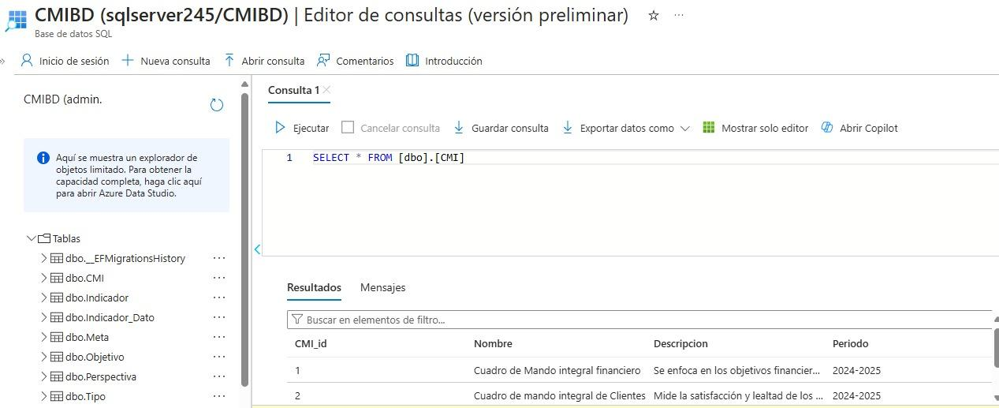 CMIBD (sqlserver245/CMIBD) | Editor de consultas (versión preliminar)
Base de datos SQL
Inicio de sesión
Nueva consulta
Abrir consulta
Comentarios
Introducción
CMIBD (admin.
Aquí se muestra un explorador de
objetos limitado. Para obtener la
capacidad completa, haga clic aquí
para abrir Azure Data Studio.
Tablas
dbo.__EFMigrationsHistory
dbo.CMI
dbo.Indicador
dbo.Indicador_Dato
dbo.Meta
dbo.Objetivo
dbo.Perspectiva
dbo.Tipo
Consulta 1
Ejecutar
Cancelar consulta
Guardar consulta
Exportar datos como
Mostrar solo editor
Abrir Copilot
1 SELECT * FROM [dbo].[CMI]
Resultados
Mensajes
Buscar en elementos de filtro...
CMI_id Nombre Descripcion Periodo
1 Cuadro de Mando integral financiero Se enfoca en los objetivos financier... 2024-2025
2 Cuadro de mando integral de Clientes Mide la satisfacción y lealtad de los ... 2024-2025